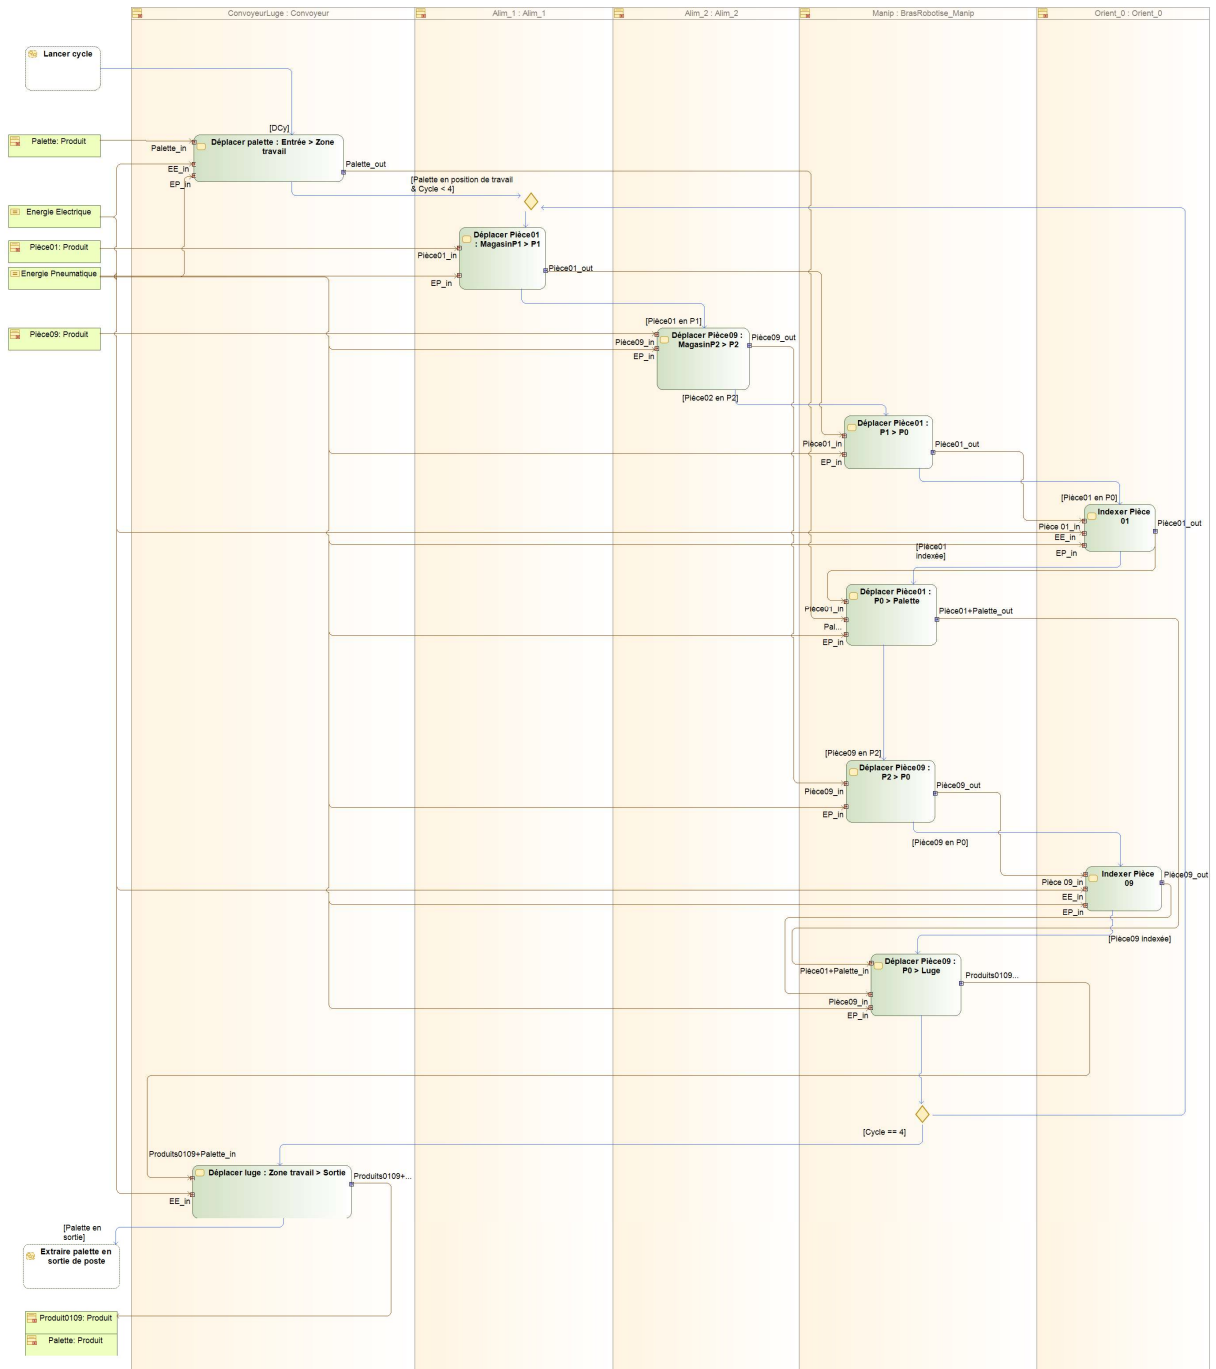 ConvoyeurLuge : Convoyeur
Alim_1 : Alim_1
Alim_2 : Alim_2
Manip : BrasRobotise_Manip
Orient_0 : Orient_0
Lancer cycle
[DCy]
Palette: Produit
Palette_in
Déplacer palette : Entrée > Zone
travail
EE_in
EP_in
Palette_out
[Palette en position de travail
& Cycle < 4]
Energie Electrique
Pièce01: Produit
Energie Pneumatique
Déplacer Pièce01
: MagasinP1 > P1
Pièce01_in
EP_in
Pièce01_out
Pièce09: Produit
[Pièce01 en P1]
Déplacer Pièce09 :
MagasinP2 > P2
Pièce09_in
EP_in
Pièce09_out
[Pièce02 en P2]
Déplacer Pièce01 :
P1 > P0
Pièce01_in
EP_in
Pièce01_out
[Pièce01 en P0]
Indexer Pièce
01
Pièce 01_in
EE_in
EP_in
Pièce01_out
[Pièce01
indexée]
Déplacer Pièce01 :
P0 > Palette
Pièce01_in
Pal...
EP_in
Pièce01+Palette_out
[Pièce09 en P2]
Déplacer Pièce09 :
P2 > P0
Pièce09_in
EP_in
Pièce09_out
[Pièce09 en P0]
Indexer Pièce
09
Pièce 09_in
EE_in
EP_in
Pièce09_out
[Pièce09 indexée]
Déplacer Pièce09 :
P0 > Luge
Pièce01+Palette_in
Pièce09_in
EP_in
Produits0109...
[Cycle == 4]
Produits0109+Palette_in
Déplacer luge : Zone travail > Sortie
EE_in
Produits0109+...
[Palette en
sortie]
Extraire palette en
sortie de poste
Produit0109: Produit
Palette: Produit